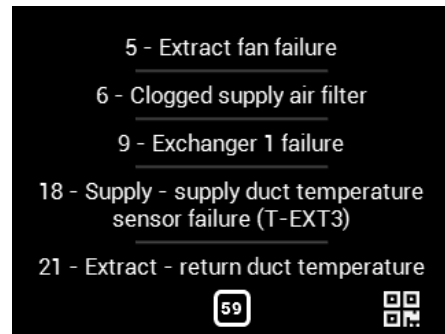 5 - Extract fan failure
6 - Clogged supply air filter
9 - Exchanger 1 failure
18 - Supply - supply duct temperature
sensor failure (T-EXT3)
21 - Extract - return duct temperature
59